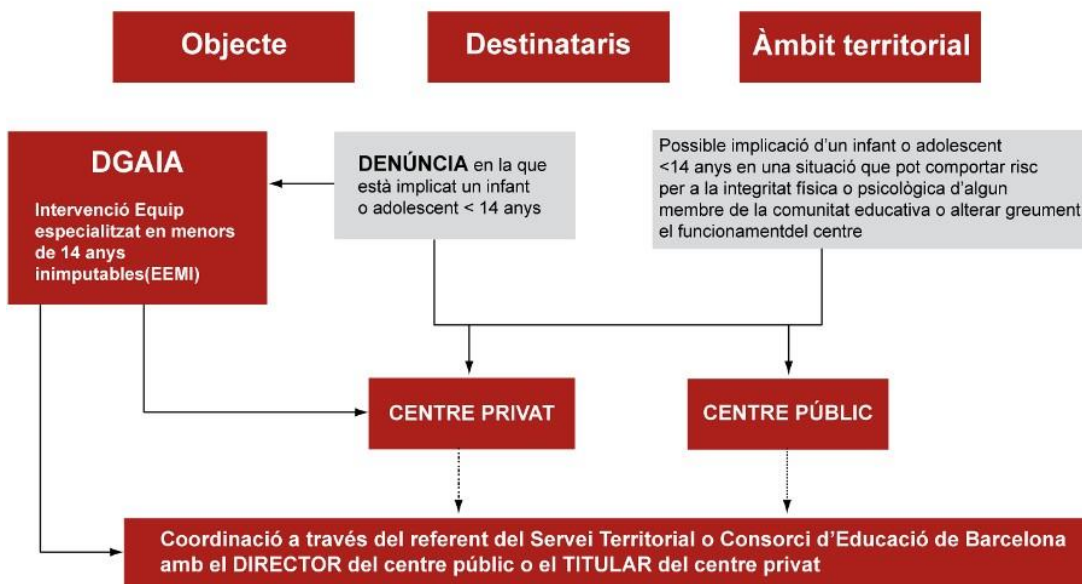 Objecte
Destinataris
Àmbit territorial
DGAIA
Intervenció Equip
especialitzat en menors
de 14 anys
inimputables(EEMI)
DENÚNCIA en la que
està implicat un infant
o adolescent < 14 anys
Possible implicació d'un infant o adolescent
<14 anys en una situació que pot comportar risc
per a la integritat física o psicològica d'algun
membre de la comunitat educativa o alterar greument
el funcionamentdel centre
CENTRE PRIVAT
CENTRE PÚBLIC
Coordinació a través del referent del Servei Territorial o Consorci d'Educació de Barcelona
amb el DIRECTOR del centre públic o el TITULAR del centre privat